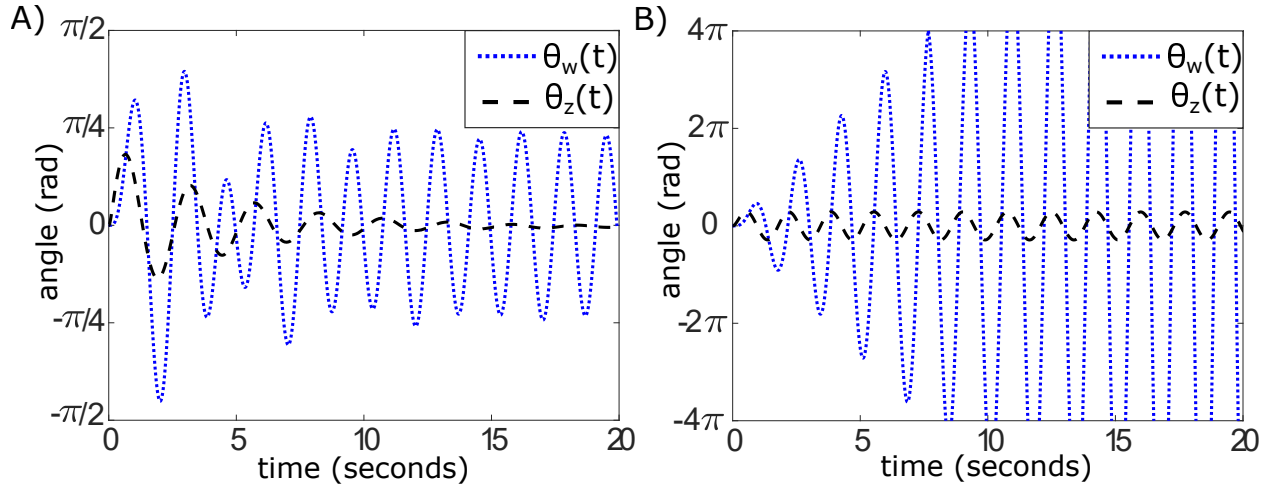 A)
π/2
π/4
0
-π/4
-π/2
angle (rad)
0 5 10 15 20
time (seconds)
θw(t)
θz(t)
B)
4π
2π
0
-2π
-4π
angle (rad)
0 5 10 15 20
time (seconds)
θw(t)
θz(t)